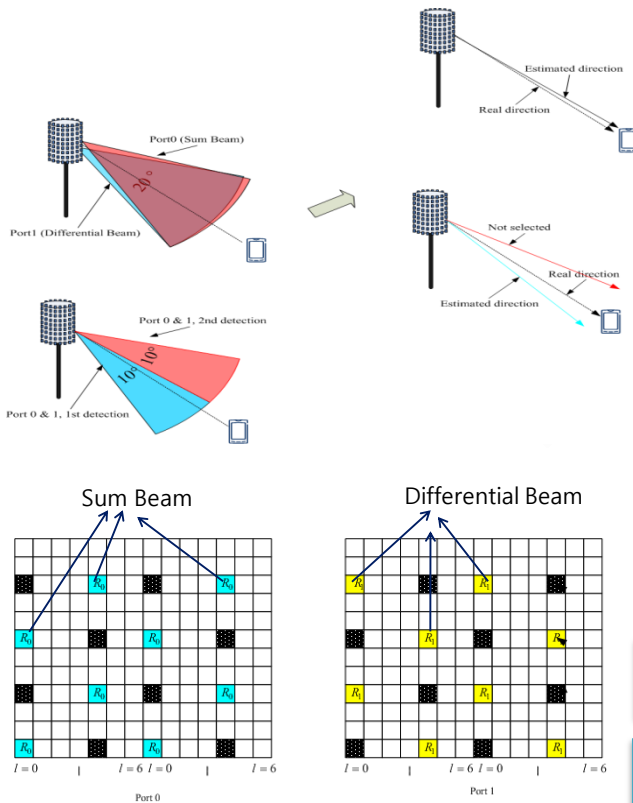 Estimated direction
Real direction
Port0 (Sum Beam)
20°
Port1 (Differential Beam)
Not selected
Real direction
Estimated direction
Port 0 & 1, 2nd detection
10°
10°
Port 0 & 1, 1st detection
Sum Beam
Differential Beam
R₀ R₀
R₀ R₀
R₀ R₀
R₀ R₀
l = 0 l = 6 l = 0 l = 6
Port 0
R₁ R₁
R₁ R₁
R₁ R₁
R₁ R₁
l = 0 l = 6 l = 0 l = 6
Port 1